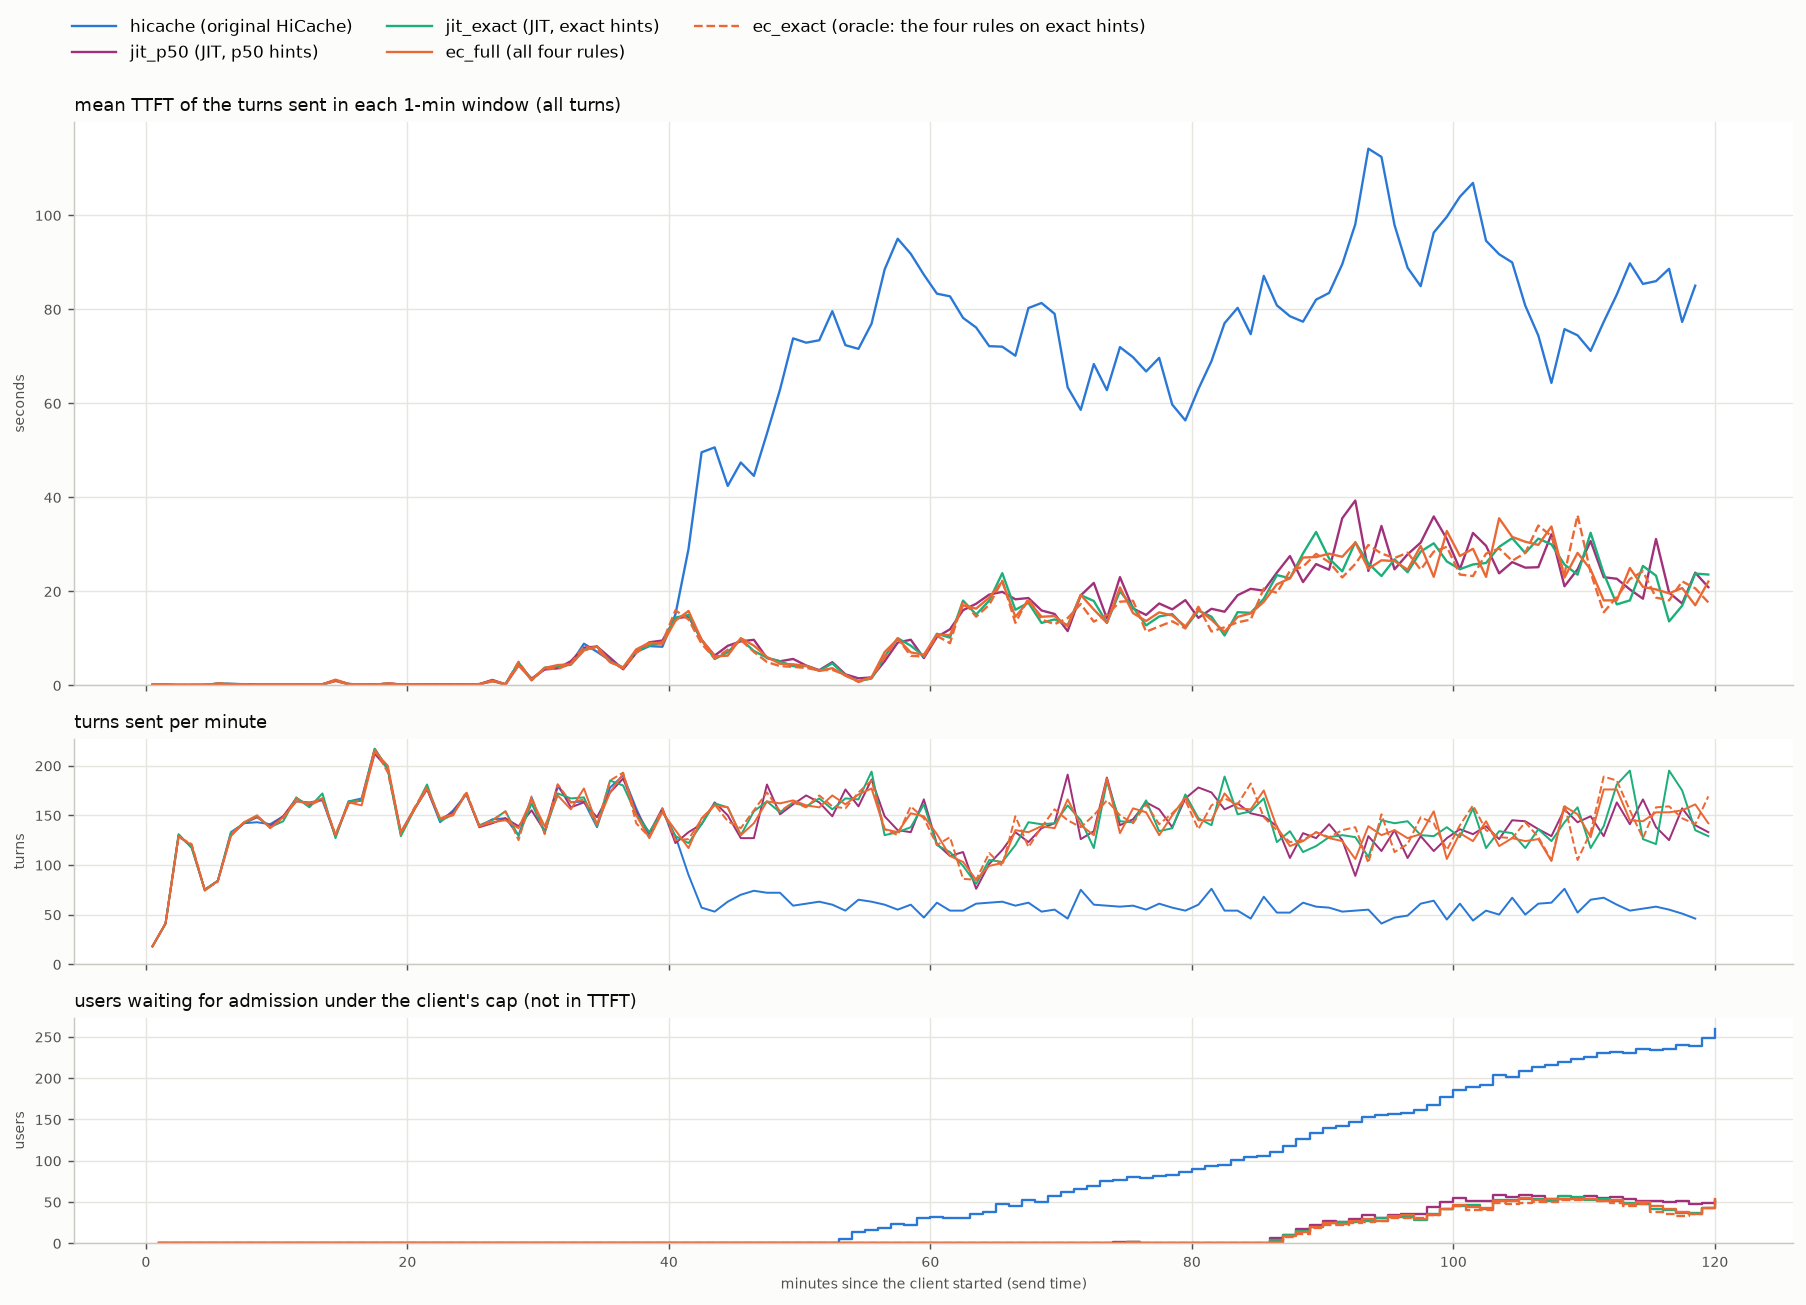 hicache (original HiCache)
jit_p50 (JIT, p50 hints)
jit_exact (JIT, exact hints)
ec_full (all four rules)
ec_exact (oracle: the four rules on exact hints)
mean TTFT of the turns sent in each 1-min window (all turns)
100
80
60
40
20
0
seconds
turns sent per minute
200
150
100
50
0
turns
users waiting for admission under the client's cap (not in TTFT)
250
200
150
100
50
0
users
0 20 40 60 80 100 120
minutes since the client started (send time)